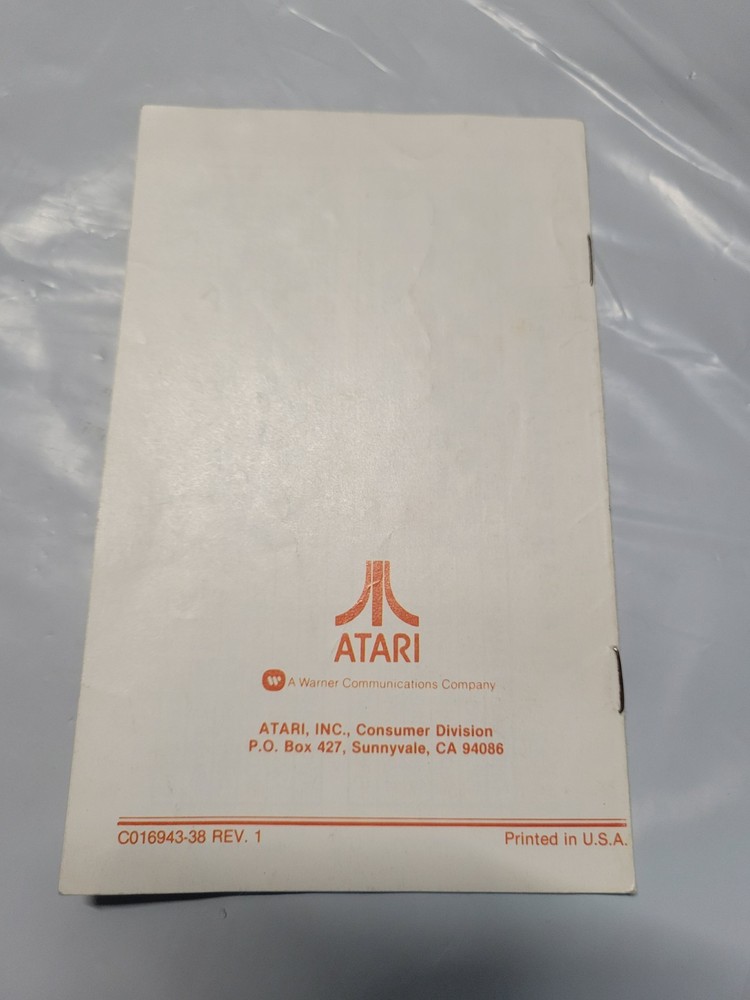 ATARI
W A Warner Communications Company
ATARI, INC., Consumer Division
P.O. Box 427, Sunnyvale, CA 94086
C016943-38 REV. 1
Printed in U.S.A.